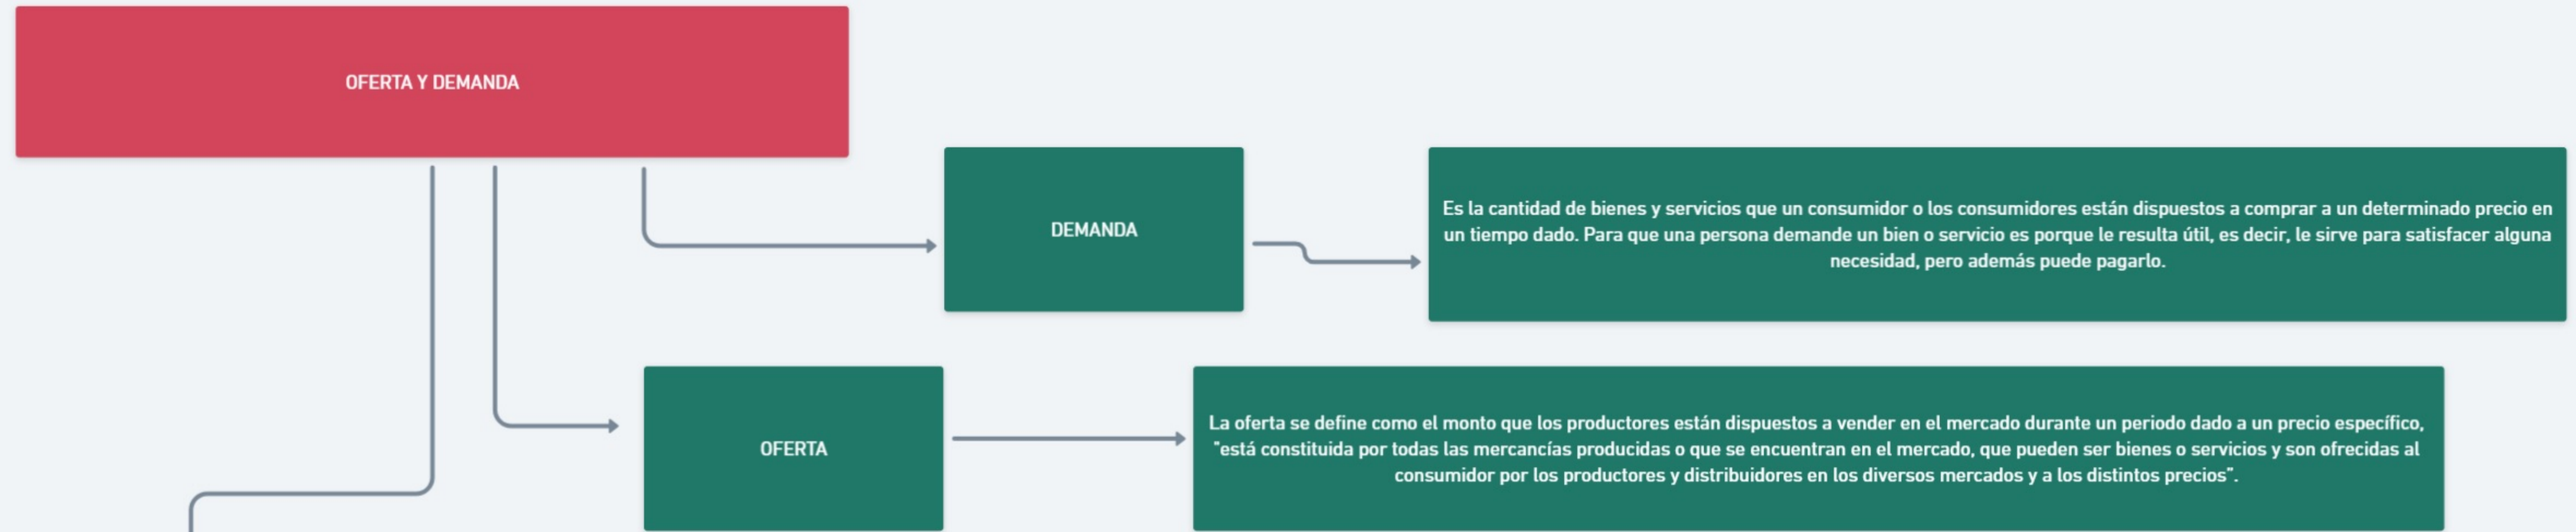 OFERTA Y DEMANDA
DEMANDA
Es la cantidad de bienes y servicios que un consumidor o los consumidores están dispuestos a comprar a un determinado precio en
un tiempo dado. Para que una persona demande un bien o servicio es porque le resulta útil, es decir, le sirve para satisfacer alguna
necesidad, pero además puede pagarlo.
OFERTA
La oferta se define como el monto que los productores están dispuestos a vender en el mercado durante un periodo dado a un precio específico,
"está constituida por todas las mercancías producidas o que se encuentran en el mercado, que pueden ser bienes o servicios y son ofrecidas al
consumidor por los productores y distribuidores en los diversos mercados y a los distintos precios".